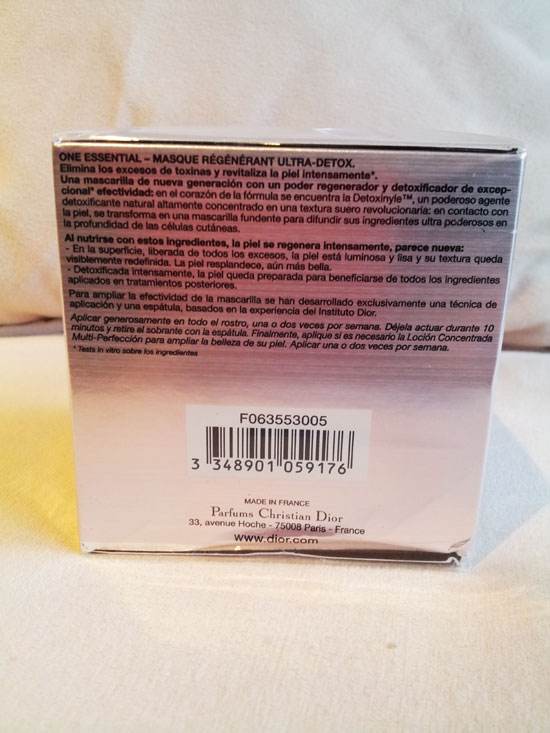 ONE ESSENTIAL – MASQUE RÉGÉNÉRANT ULTRA-DETOX.
Elimina los excesos de toxinas y revitaliza la piel intensamente*.
Una mascarilla de nueva generación con un poder regenerador y detoxificador de excep-
cional* efectividad: en el corazón de la fórmula se encuentra la Detoxinyle™, un poderoso agente
detoxificante natural altamente concentrado en una textura suero revolucionaria: en contacto con
la piel, se transforma en una mascarilla fundente para difundir sus ingredientes ultra poderosos en
la profundidad de las células cutáneas.
Al nutrirse con estos ingredientes, la piel se regenera intensamente, parece nueva:
- En la superficie, liberada de todos los excesos, la piel está luminosa y lisa y su textura queda
visiblemente redefinida. La piel resplandece, aún más bella.
- Detoxificada intensamente, la piel queda preparada para beneficiarse de todos los ingredientes
aplicados en tratamientos posteriores.
Para ampliar la efectividad de la mascarilla se han desarrollado exclusivamente una técnica de
aplicación y una espátula, basados en la experiencia del Instituto Dior.
Aplicar generosamente en todo el rostro, una o dos veces por semana. Déjela actuar durante 10
minutos y retire el sobrante con la espátula. Finalmente, aplique si es necesario la Loción Concentrada
Multi-Perfección para ampliar la belleza de su piel. Aplicar una o dos veces por semana.
* Tests in vitro sobre los ingredientes
F063553005
3 348901 059176
MADE IN FRANCE
Parfums Christian Dior
33, avenue Hoche - 75008 Paris - France
www.dior.com